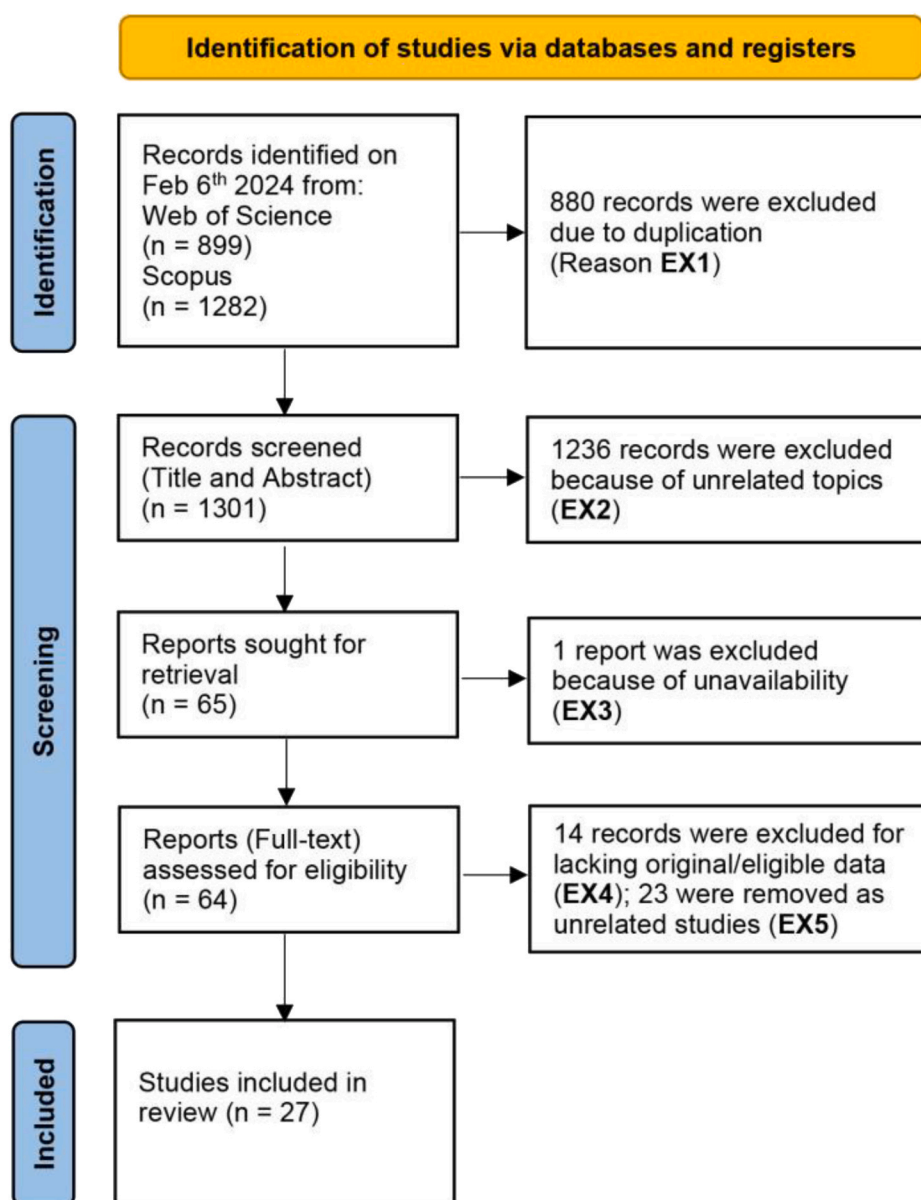 Identification of studies via databases and registers
Identification
Records identified on
Feb 6th 2024 from:
Web of Science
(n = 899)
Scopus
(n = 1282)
880 records were excluded
due to duplication
(Reason EX1)
Screening
Records screened
(Title and Abstract)
(n = 1301)
1236 records were excluded
because of unrelated topics
(EX2)
Reports sought for
retrieval
(n = 65)
1 report was excluded
because of unavailability
(EX3)
Reports (Full-text)
assessed for eligibility
(n = 64)
14 records were excluded for
lacking original/eligible data
(EX4); 23 were removed as
unrelated studies (EX5)
Included
Studies included in
review (n = 27)